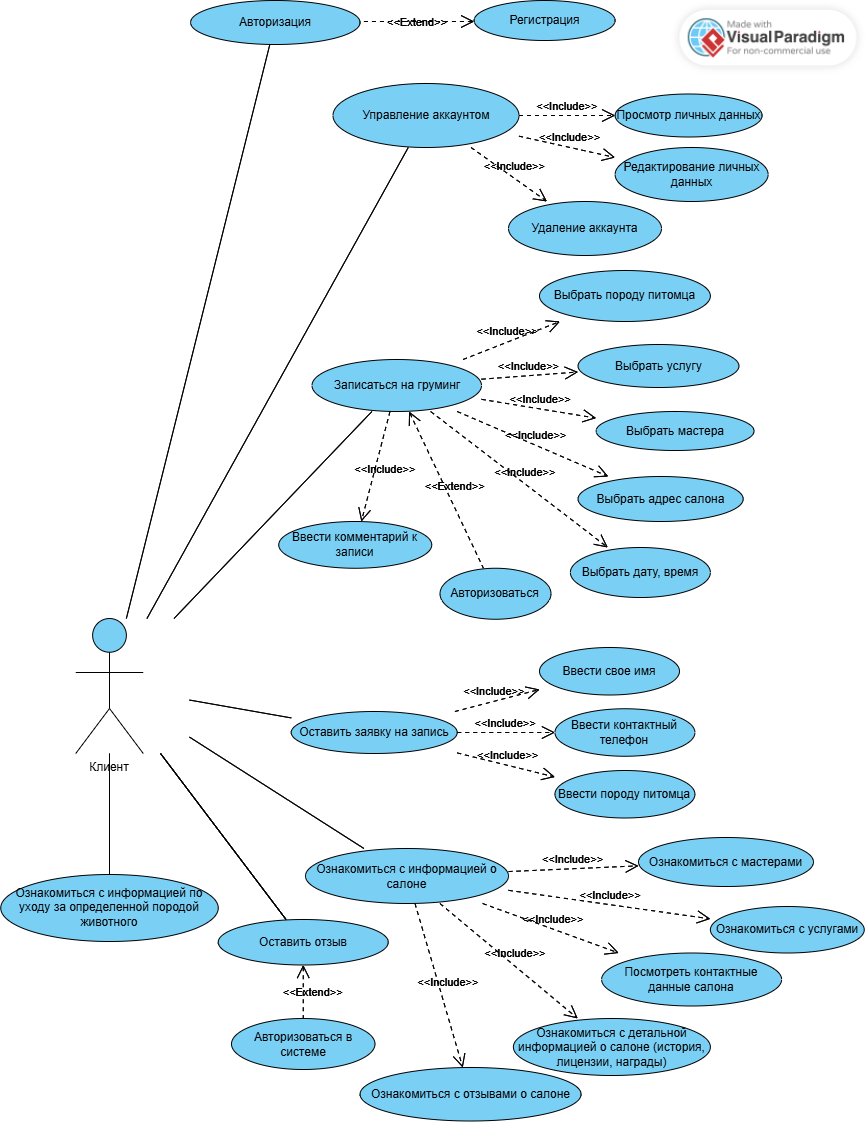 Авторизация
<<Extend>>
Регистрация
Made with
Visual Paradigm
For non-commercial use
Управление аккаунтом
<<Include>>
Просмотр личных данных
<<Include>>
Редактирование личных
данных
<<Include>>
Удаление аккаунта
Выбрать породу питомца
<<Include>>
Записаться на груминг
<<Include>>
Выбрать услугу
<<Include>>
Выбрать мастера
<<Include>>
Выбрать адрес салона
<<Include>>
Выбрать дату, время
<<Include>>
Ввести комментарий к
записи
<<Extend>>
Авторизоваться
Клиент
Оставить заявку на запись
<<Include>>
Ввести свое имя
<<Include>>
Ввести контактный
телефон
<<Include>>
Ввести породу питомца
Ознакомиться с информацией о
салоне
<<Include>>
Ознакомиться с мастерами
<<Include>>
Ознакомиться с услугами
<<Include>>
Посмотреть контактные
данные салона
<<Include>>
Ознакомиться с детальной
информацией о салоне (история,
лицензии, награды)
<<Include>>
Ознакомиться с отзывами о салоне
Ознакомиться с информацией по
уходу за определенной породой
животного
Оставить отзыв
<<Extend>>
Авторизоваться в
системе